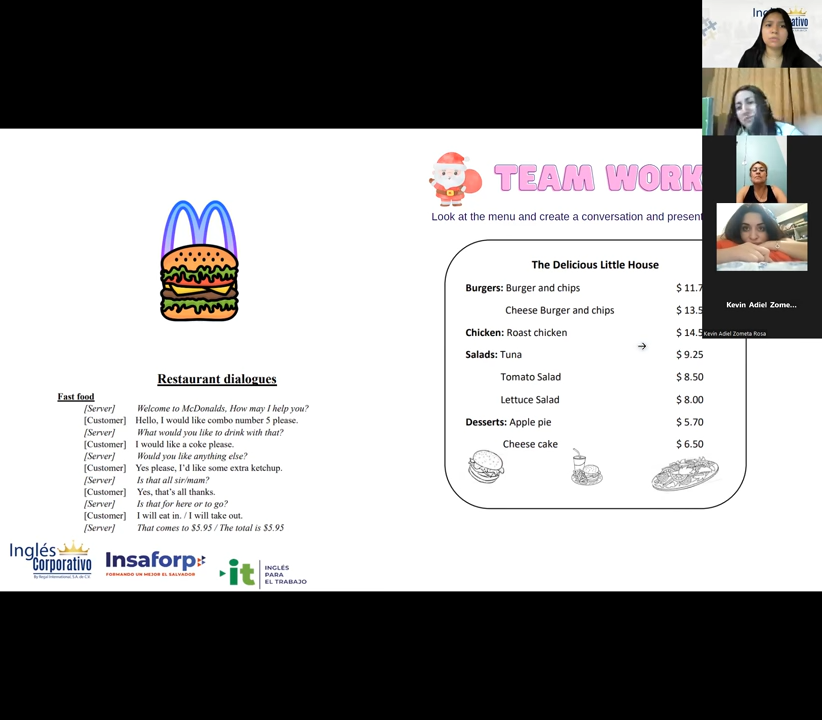 Restaurant dialogues
Fast food
[Server] Welcome to McDonalds, How may I help you?
[Customer] Hello, I would like combo number 5 please.
[Server] What would you like to drink with that?
[Customer] I would like a coke please.
[Server] Would you like anything else?
[Customer] Yes please, I'd like some extra ketchup.
[Server] Is that all sir/mam?
[Customer] Yes, that's all thanks.
[Server] Is that for here or to go?
[Customer] I will eat in. / I will take out.
[Server] That comes to $5.95 / The total is $5.95
Inglés
Corporativo
By Regal International, S.A. de C.V.
Insaforp
FORMANDO UN MEJOR EL SALVADOR
it
INGLÉS
PARA
EL TRABAJO
TEAM WORK
Look at the menu and create a conversation and present
The Delicious Little House
Burgers: Burger and chips $ 11.7
Cheese Burger and chips $ 13.5
Chicken: Roast chicken $ 14.5
Salads: Tuna $ 9.25
Tomato Salad $ 8.50
Lettuce Salad $ 8.00
Desserts: Apple pie $ 5.70
Cheese cake $ 6.50
Kevin Adiel Zome...
Kevin Adiel Zometa Rosa